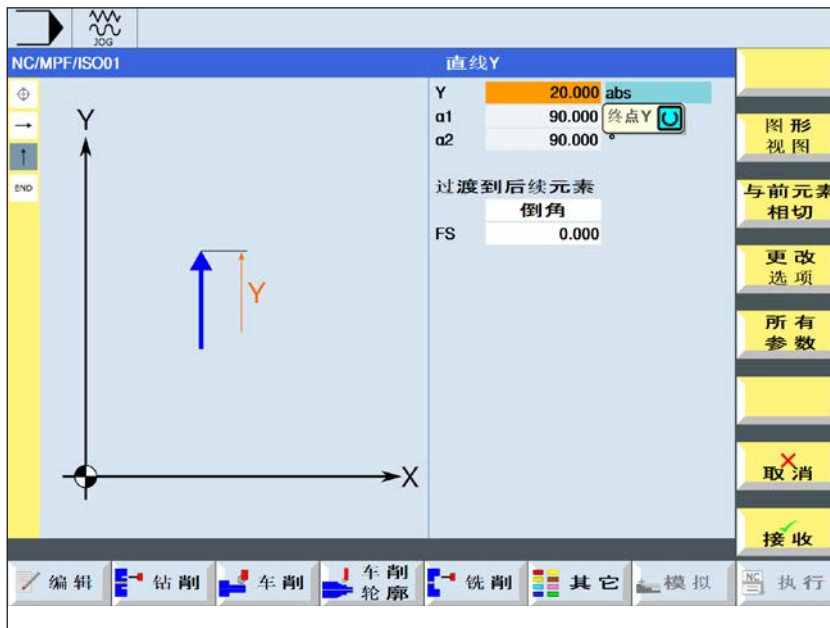 JOG
NC/MPF/ISO01
直线Y
Y 20.000 abs
α1 90.000 °
终点Y
α2 90.000 °
过渡到后续元素
倒角
FS 0.000
END
Y
Y
X
图形
视图
与前元素
相切
更改
选项
所有
参数
取消
接收
编辑
钻削
车削
车削
轮廓
铣削
其它
模拟
NC
执行